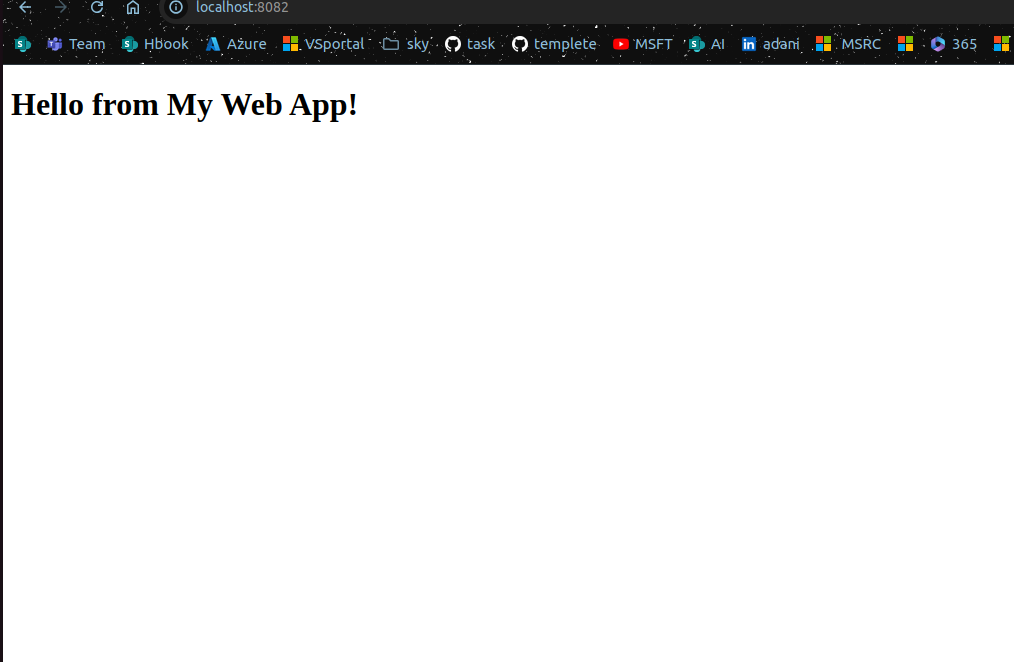 localhost:8082
Team Hbook Azure VSportal sky task templete MSFT AI adani MSRC 365
Hello from My Web App!